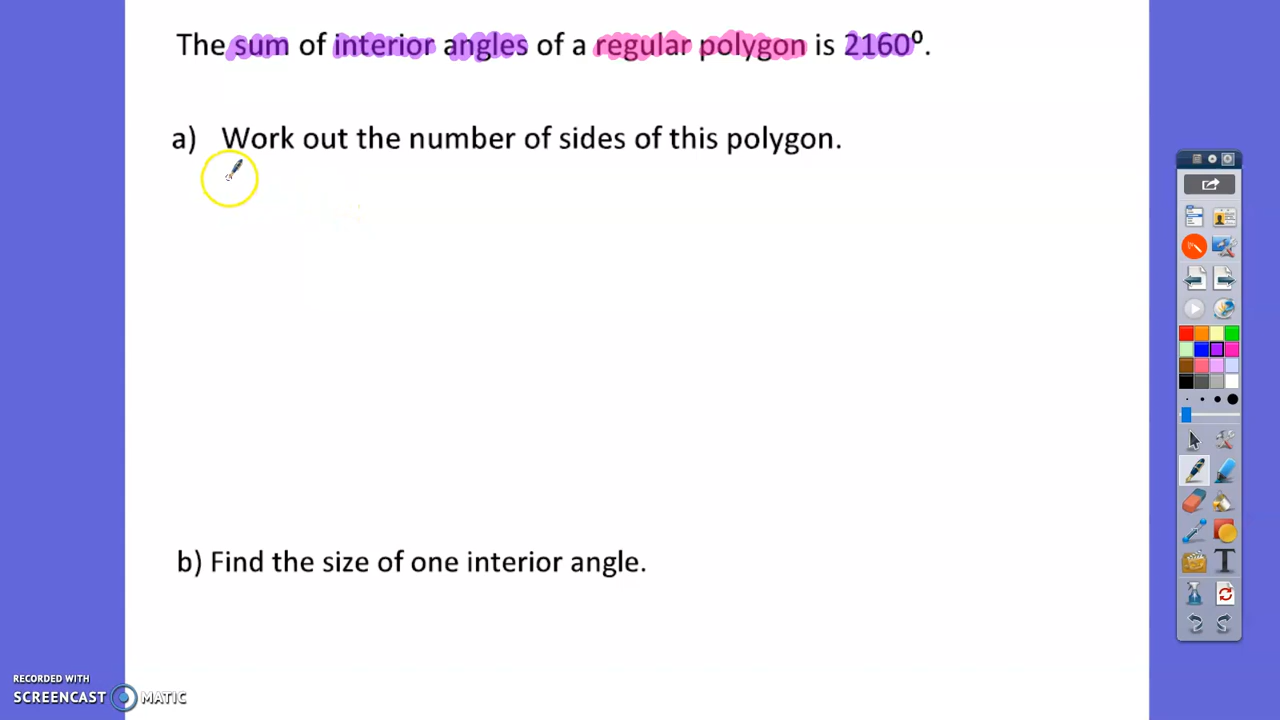 The sum of interior angles of a regular polygon is 2160⁰.
a) Work out the number of sides of this polygon.
b) Find the size of one interior angle.
T
RECORDED WITH
SCREENCAST MATIC